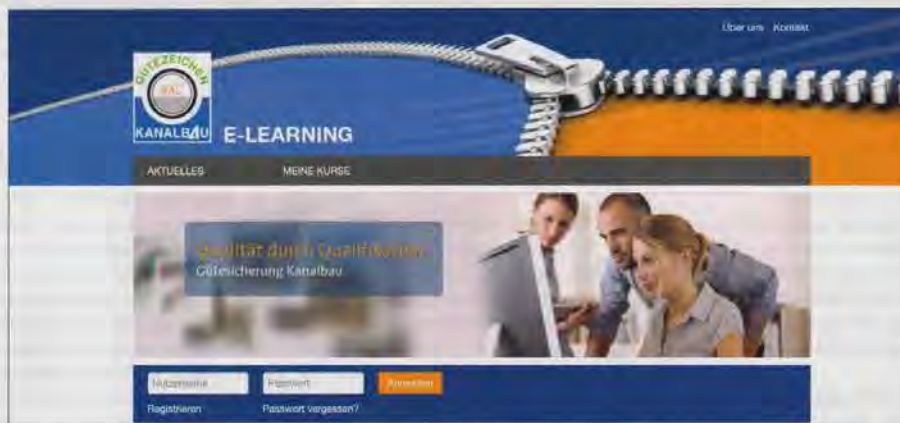 Über uns Kontakt
GÜTEZEICHEN
RAL
KANALBAU
E-LEARNING
AKTUELLES MEINE KURSE
Qualität durch Qualifikation
Gütesicherung Kanalbau
Nutzername Passwort Anmelden
Registrieren Passwort vergessen?